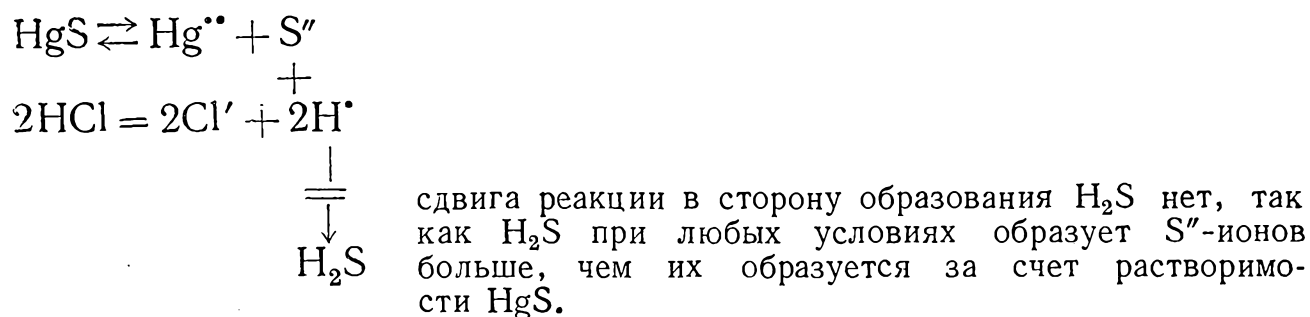 HgS ⇄ Hg•• + S″
+
2HCl = 2Cl′ + 2H•
сдвига реакции в сторону образования H₂S нет, так
как H₂S при любых условиях образует S″-ионов
H₂S больше, чем их образуется за счет растворимо-
сти HgS.